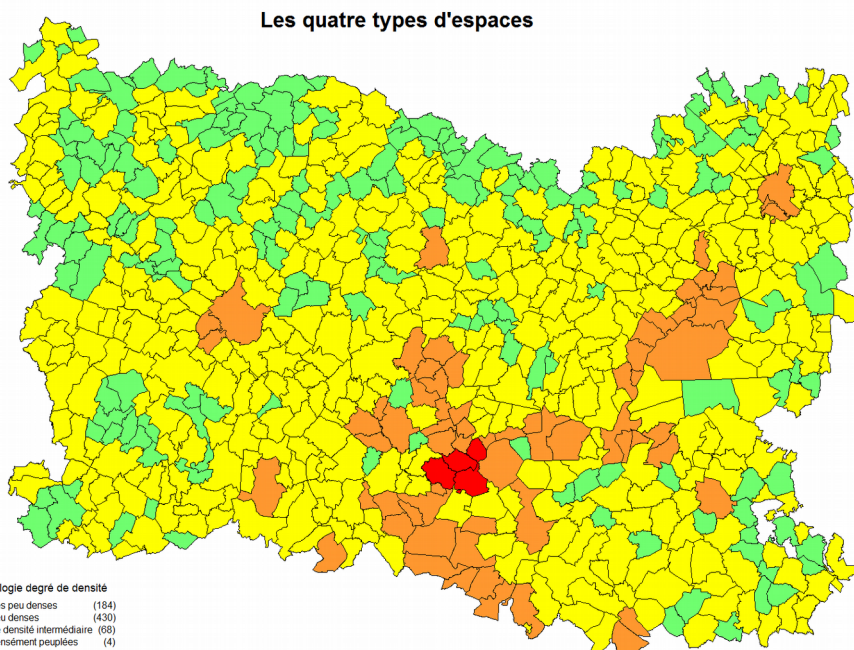 Les quatre types d'espaces
logie degré de densité
s peu denses (184)
u denses (430)
densité intermédiaire (68)
nsément peuplées (4)